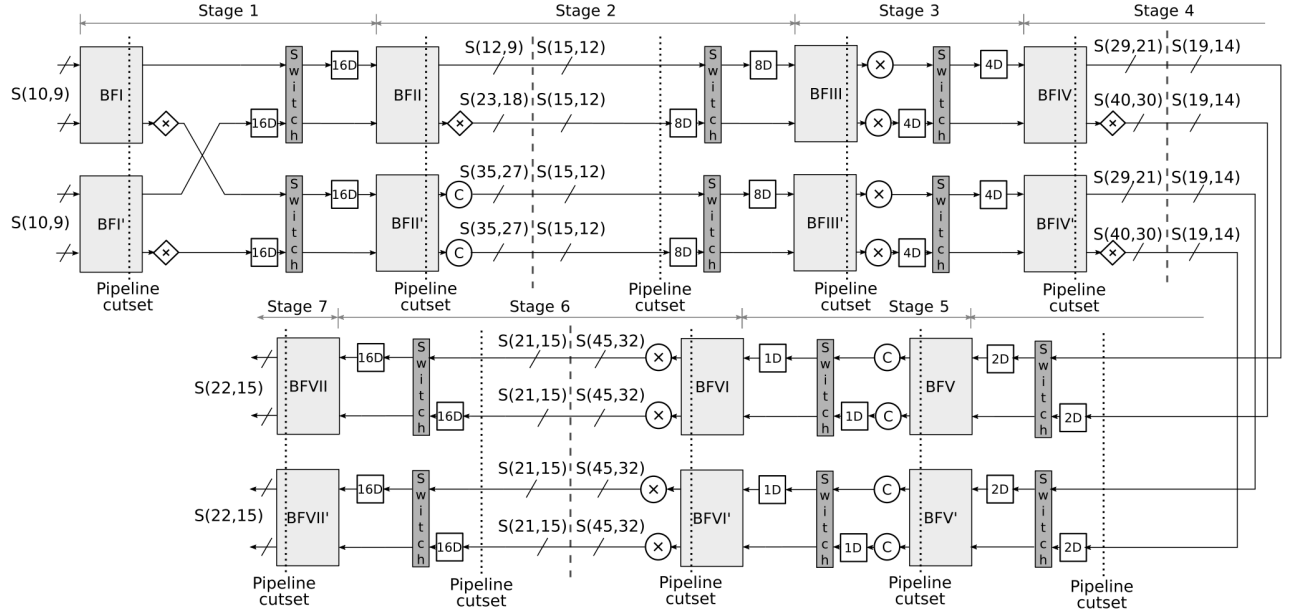 Stage 1 Stage 2 Stage 3 Stage 4
S(12,9) S(15,12) S(29,21) S(19,14)
16D 8D 4D
S(10,9) BFI BFII BFIII × BFIV
S(23,18) S(15,12) S(40,30) S(19,14)
× 16D Switch × 8D Switch × 4D Switch ×
S(35,27) S(15,12) S(29,21) S(19,14)
16D C 8D × 4D
S(10,9) BFI' BFII' BFIII' BFIV'
S(35,27) S(15,12) S(40,30) S(19,14)
× 16D Switch C 8D Switch × 4D Switch ×
Pipeline cutset Pipeline cutset Pipeline cutset Pipeline cutset Pipeline cutset
Stage 7 Stage 6 Stage 5
S(21,15) S(45,32)
16D × 1D C 2D
S(22,15) BFVII BFVI BFV
S(21,15) S(45,32)
Switch 16D × Switch 1D C Switch 2D
S(21,15) S(45,32)
16D × 1D C 2D
S(22,15) BFVII' BFVI' BFV'
S(21,15) S(45,32)
Switch 16D × Switch 1D C Switch 2D
Pipeline cutset Pipeline cutset Pipeline cutset Pipeline cutset Pipeline cutset